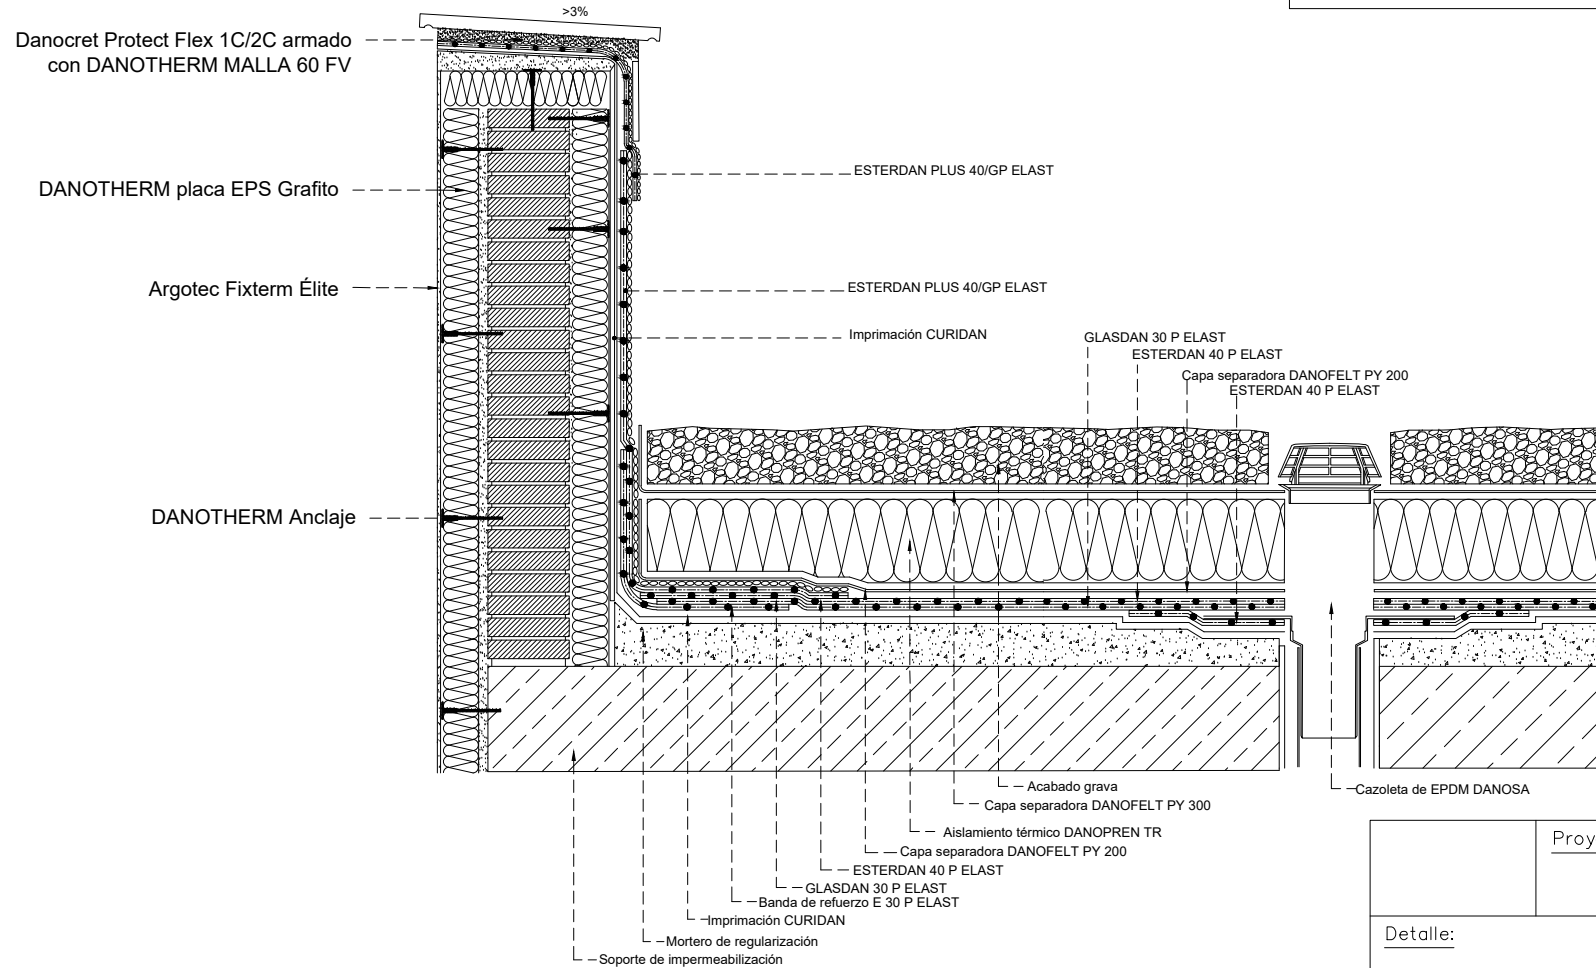 >3%
Danocret Protect Flex 1C/2C armado
con DANOTHERM MALLA 60 FV
ESTERDAN PLUS 40/GP ELAST
DANOTHERM placa EPS Grafito
Argotec Fixterm Élite
ESTERDAN PLUS 40/GP ELAST
Imprimación CURIDAN
GLASDAN 30 P ELAST
ESTERDAN 40 P ELAST
Capa separadora DANOFELT PY 200
ESTERDAN 40 P ELAST
DANOTHERM Anclaje
Acabado grava
Cazoleta de EPDM DANOSA
Capa separadora DANOFELT PY 300
Aislamiento térmico DANOPREN TR
Capa separadora DANOFELT PY 200
ESTERDAN 40 P ELAST
GLASDAN 30 P ELAST
Banda de refuerzo E 30 P ELAST
Imprimación CURIDAN
Mortero de regularización
Soporte de impermeabilización
Proy
Detalle: